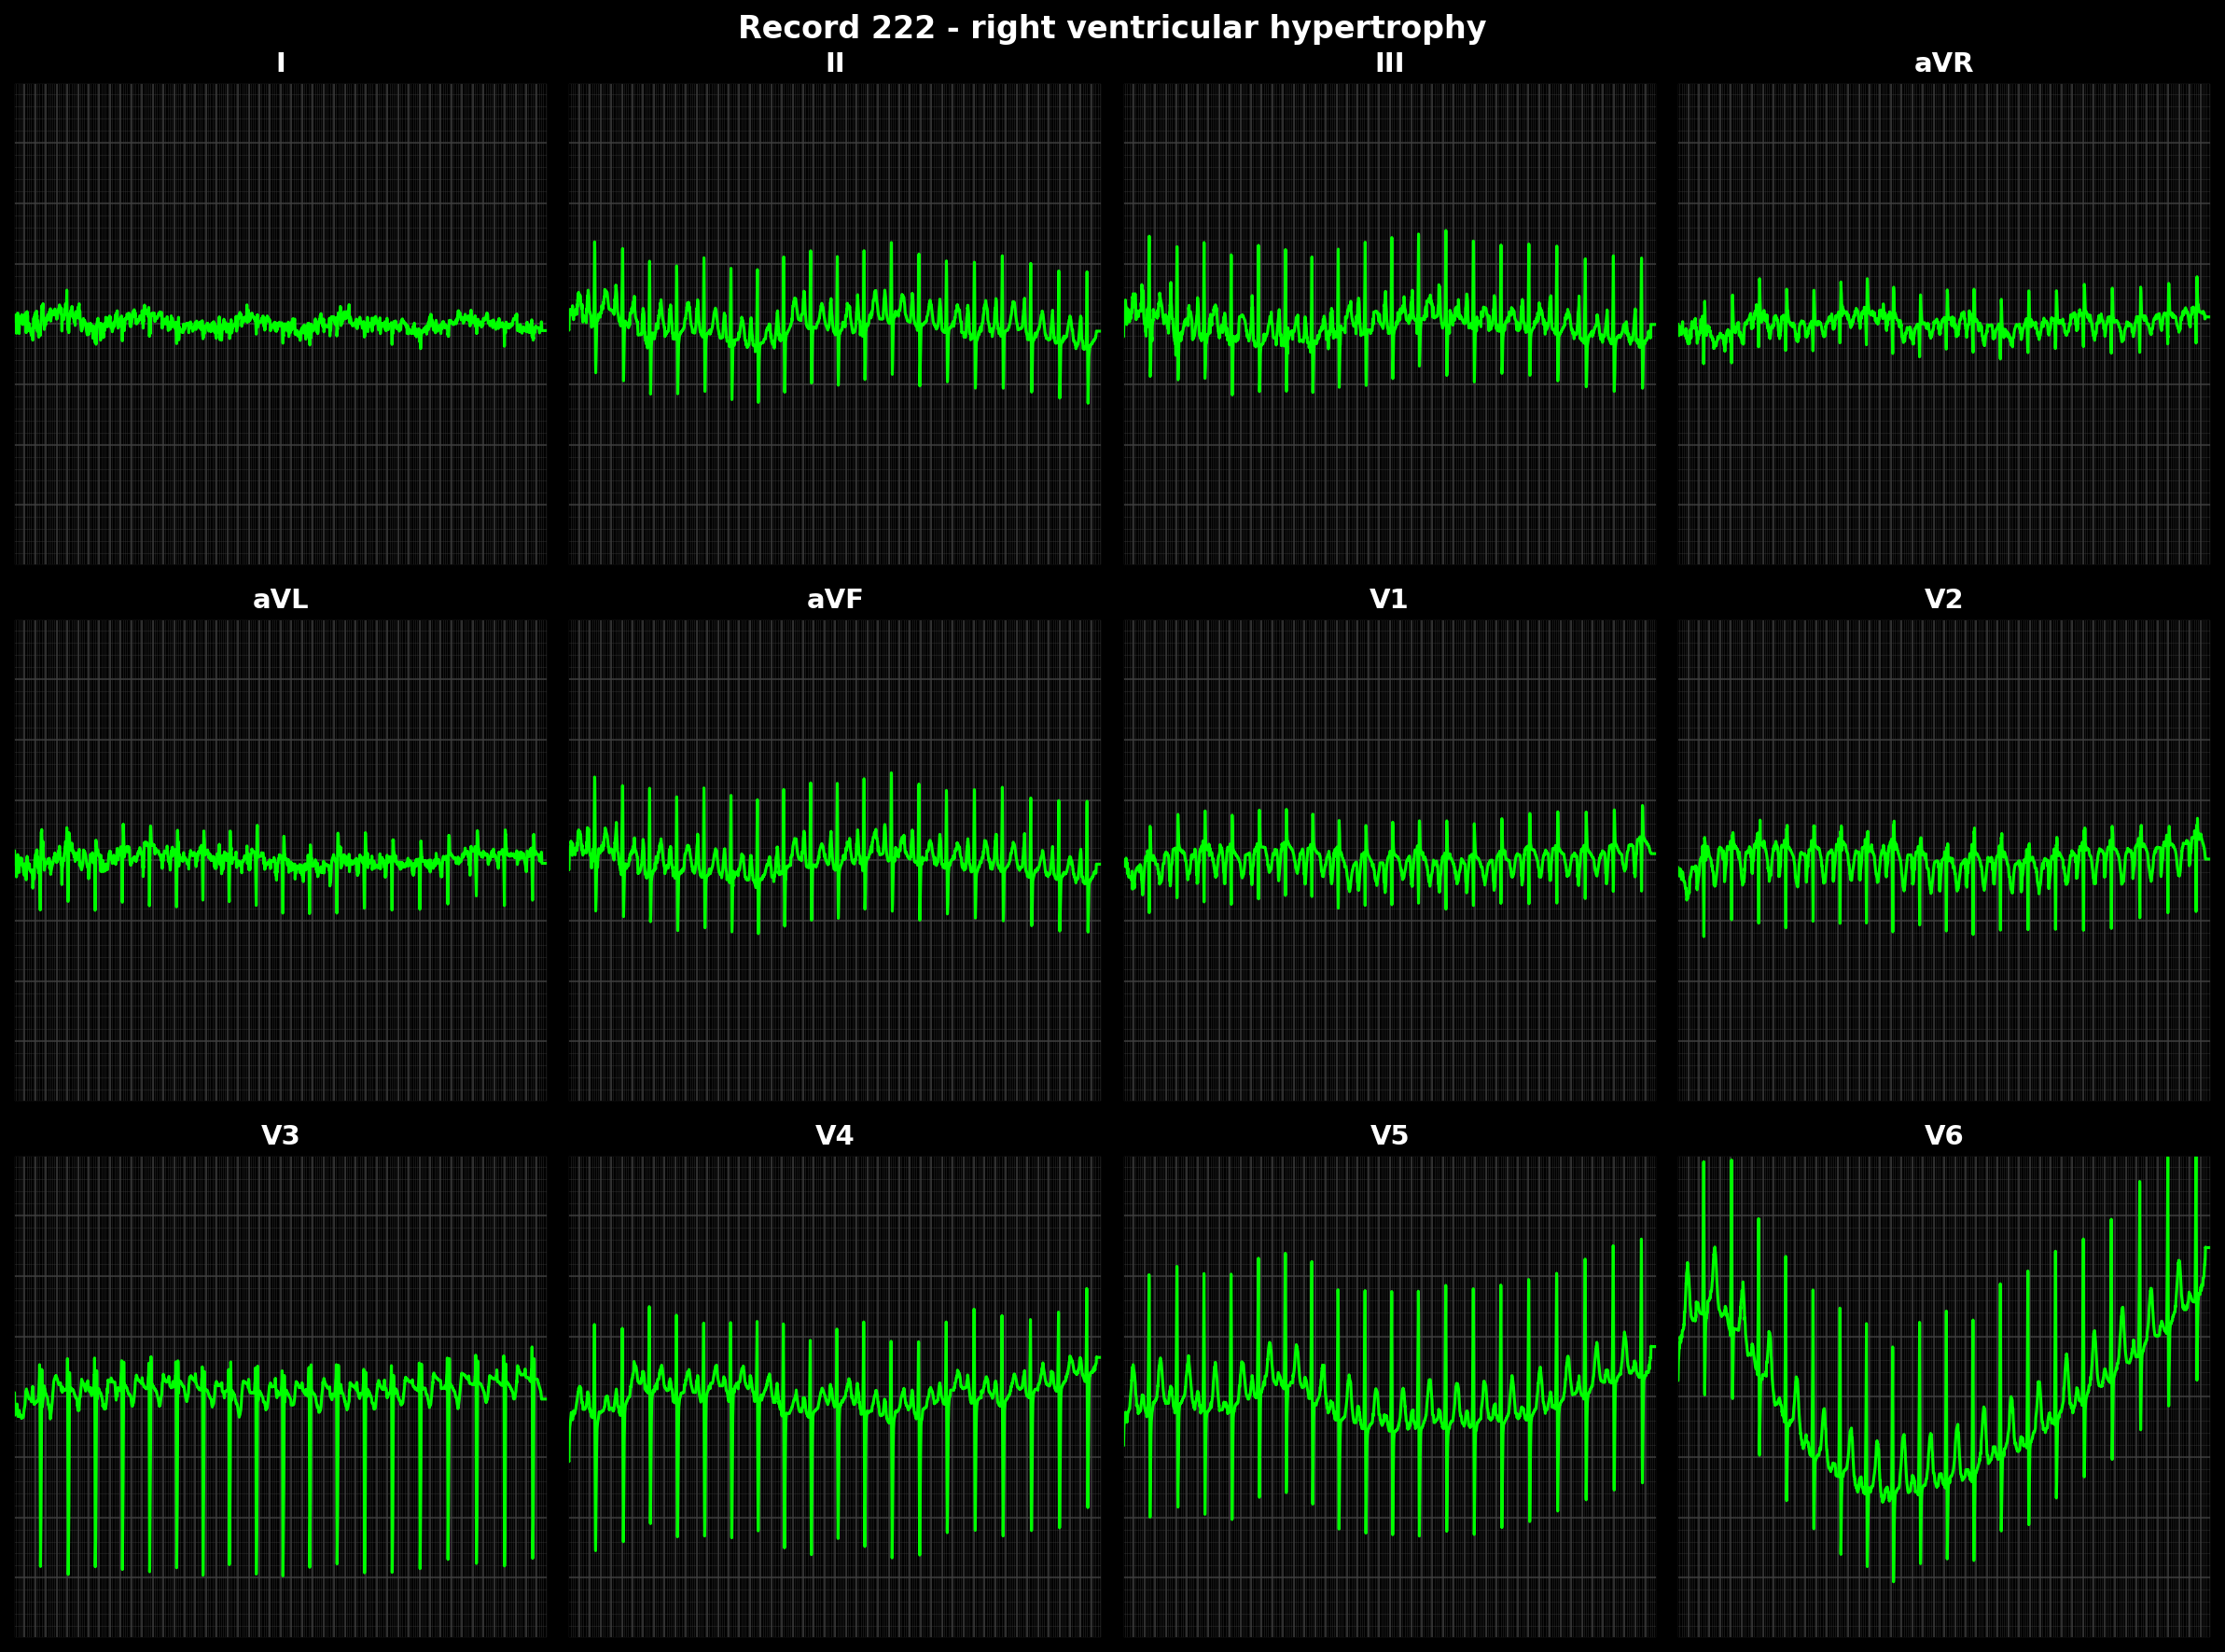 Record 222 - right ventricular hypertrophy
I II III aVR
aVL aVF V1 V2
V3 V4 V5 V6